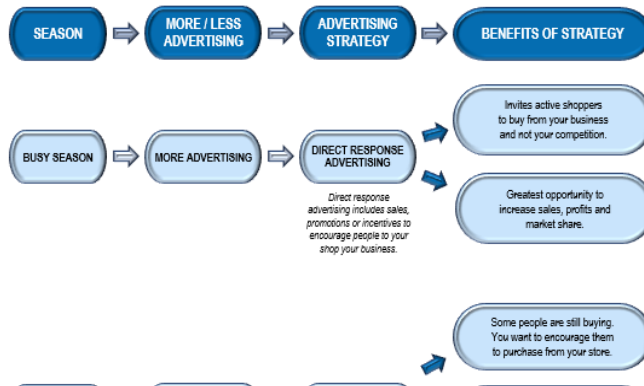 SEASON
MORE / LESS
ADVERTISING
ADVERTISING
STRATEGY
BENEFITS OF STRATEGY
BUSY SEASON
MORE ADVERTISING
DIRECT RESPONSE
ADVERTISING
Direct response
advertising includes sales,
promotions or incentives to
encourage people to your
shop your business.
Invites active shoppers
to buy from your business
and not your competition.
Greatest opportunity to
increase sales, profits and
market share.
Some people are still buying.
You want to encourage them
to purchase from your store.